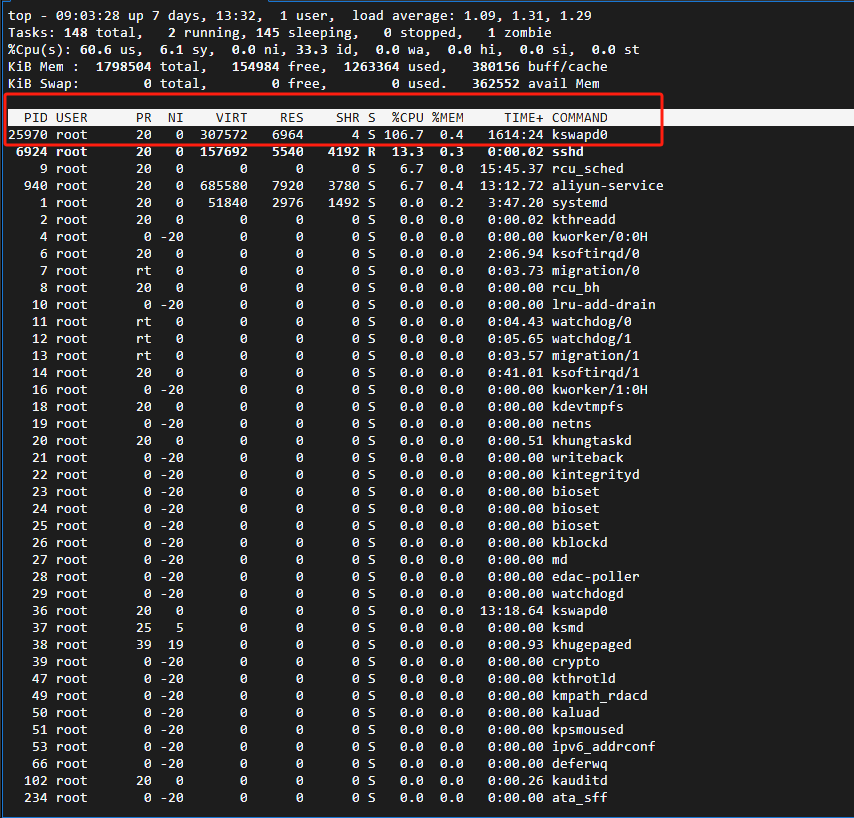 top - 09:03:28 up 7 days, 13:32,  1 user,  load average: 1.09, 1.31, 1.29
Tasks: 148 total,   2 running, 145 sleeping,   0 stopped,   1 zombie
%Cpu(s): 60.6 us,  6.1 sy,  0.0 ni, 33.3 id,  0.0 wa,  0.0 hi,  0.0 si,  0.0 st
KiB Mem :  1798504 total,   154984 free,  1263364 used,   380156 buff/cache
KiB Swap:        0 total,        0 free,        0 used.   362552 avail Mem
  PID USER      PR  NI    VIRT    RES    SHR S  %CPU %MEM     TIME+ COMMAND
25970 root      20   0  307572   6964      4 S 106.7  0.4   1614:24 kswapd0
 6924 root      20   0  157692   5540   4192 R  13.3  0.3   0:00.02 sshd
    9 root      20   0       0      0      0 S   6.7  0.0  15:45.37 rcu_sched
  940 root      20   0  685580   7920   3780 S   6.7  0.4  13:12.72 aliyun-service
    1 root      20   0   51840   2976   1492 S   0.0  0.2   3:47.20 systemd
    2 root      20   0       0      0      0 S   0.0  0.0   0:00.02 kthreadd
    4 root       0 -20       0      0      0 S   0.0  0.0   0:00.00 kworker/0:0H
    6 root      20   0       0      0      0 S   0.0  0.0   2:06.94 ksoftirqd/0
    7 root      rt   0       0      0      0 S   0.0  0.0   0:03.73 migration/0
    8 root      20   0       0      0      0 S   0.0  0.0   0:00.00 rcu_bh
   10 root       0 -20       0      0      0 S   0.0  0.0   0:00.00 lru-add-drain
   11 root      rt   0       0      0      0 S   0.0  0.0   0:04.43 watchdog/0
   12 root      rt   0       0      0      0 S   0.0  0.0   0:05.65 watchdog/1
   13 root      rt   0       0      0      0 S   0.0  0.0   0:03.57 migration/1
   14 root      20   0       0      0      0 S   0.0  0.0   0:41.01 ksoftirqd/1
   16 root       0 -20       0      0      0 S   0.0  0.0   0:00.00 kworker/1:0H
   18 root      20   0       0      0      0 S   0.0  0.0   0:00.00 kdevtmpfs
   19 root       0 -20       0      0      0 S   0.0  0.0   0:00.00 netns
   20 root      20   0       0      0      0 S   0.0  0.0   0:00.51 khungtaskd
   21 root       0 -20       0      0      0 S   0.0  0.0   0:00.00 writeback
   22 root       0 -20       0      0      0 S   0.0  0.0   0:00.00 kintegrityd
   23 root       0 -20       0      0      0 S   0.0  0.0   0:00.00 bioset
   24 root       0 -20       0      0      0 S   0.0  0.0   0:00.00 bioset
   25 root       0 -20       0      0      0 S   0.0  0.0   0:00.00 bioset
   26 root       0 -20       0      0      0 S   0.0  0.0   0:00.00 kblockd
   27 root       0 -20       0      0      0 S   0.0  0.0   0:00.00 md
   28 root       0 -20       0      0      0 S   0.0  0.0   0:00.00 edac-poller
   29 root       0 -20       0      0      0 S   0.0  0.0   0:00.00 watchdogd
   36 root      20   0       0      0      0 S   0.0  0.0  13:18.64 kswapd0
   37 root      25   5       0      0      0 S   0.0  0.0   0:00.00 ksmd
   38 root      39  19       0      0      0 S   0.0  0.0   0:00.93 khugepaged
   39 root       0 -20       0      0      0 S   0.0  0.0   0:00.00 crypto
   47 root       0 -20       0      0      0 S   0.0  0.0   0:00.00 kthrotld
   49 root       0 -20       0      0      0 S   0.0  0.0   0:00.00 kmpath_rdacd
   50 root       0 -20       0      0      0 S   0.0  0.0   0:00.00 kaluad
   51 root       0 -20       0      0      0 S   0.0  0.0   0:00.00 kpsmoused
   53 root       0 -20       0      0      0 S   0.0  0.0   0:00.00 ipv6_addrconf
   66 root       0 -20       0      0      0 S   0.0  0.0   0:00.00 deferwq
  102 root      20   0       0      0      0 S   0.0  0.0   0:00.26 kauditd
  234 root       0 -20       0      0      0 S   0.0  0.0   0:00.00 ata_sff